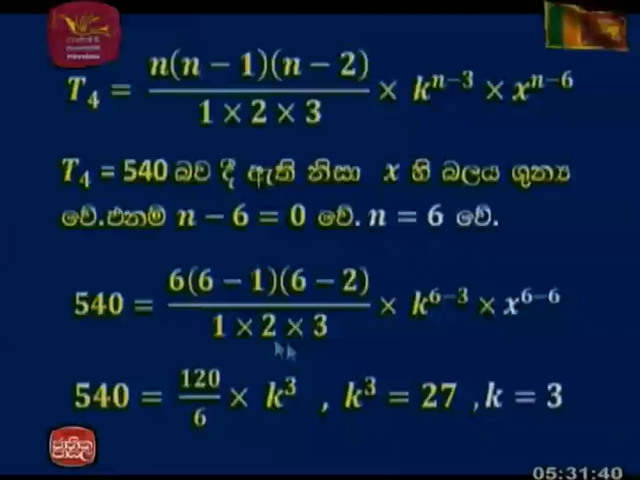 T₄ = n(n − 1)(n − 2) / 1 × 2 × 3 × kⁿ⁻³ × xⁿ⁻⁶
T₄ = 540 බව දී ඇති නිසා x හි බලය ශුන්‍ය
වේ.එනම් n − 6 = 0 වේ. n = 6 වේ.
540 = 6(6 − 1)(6 − 2) / 1 × 2 × 3 × k⁶⁻³ × x⁶⁻⁶
540 = 120/6 × k³ , k³ = 27 ,k = 3
05:31:40